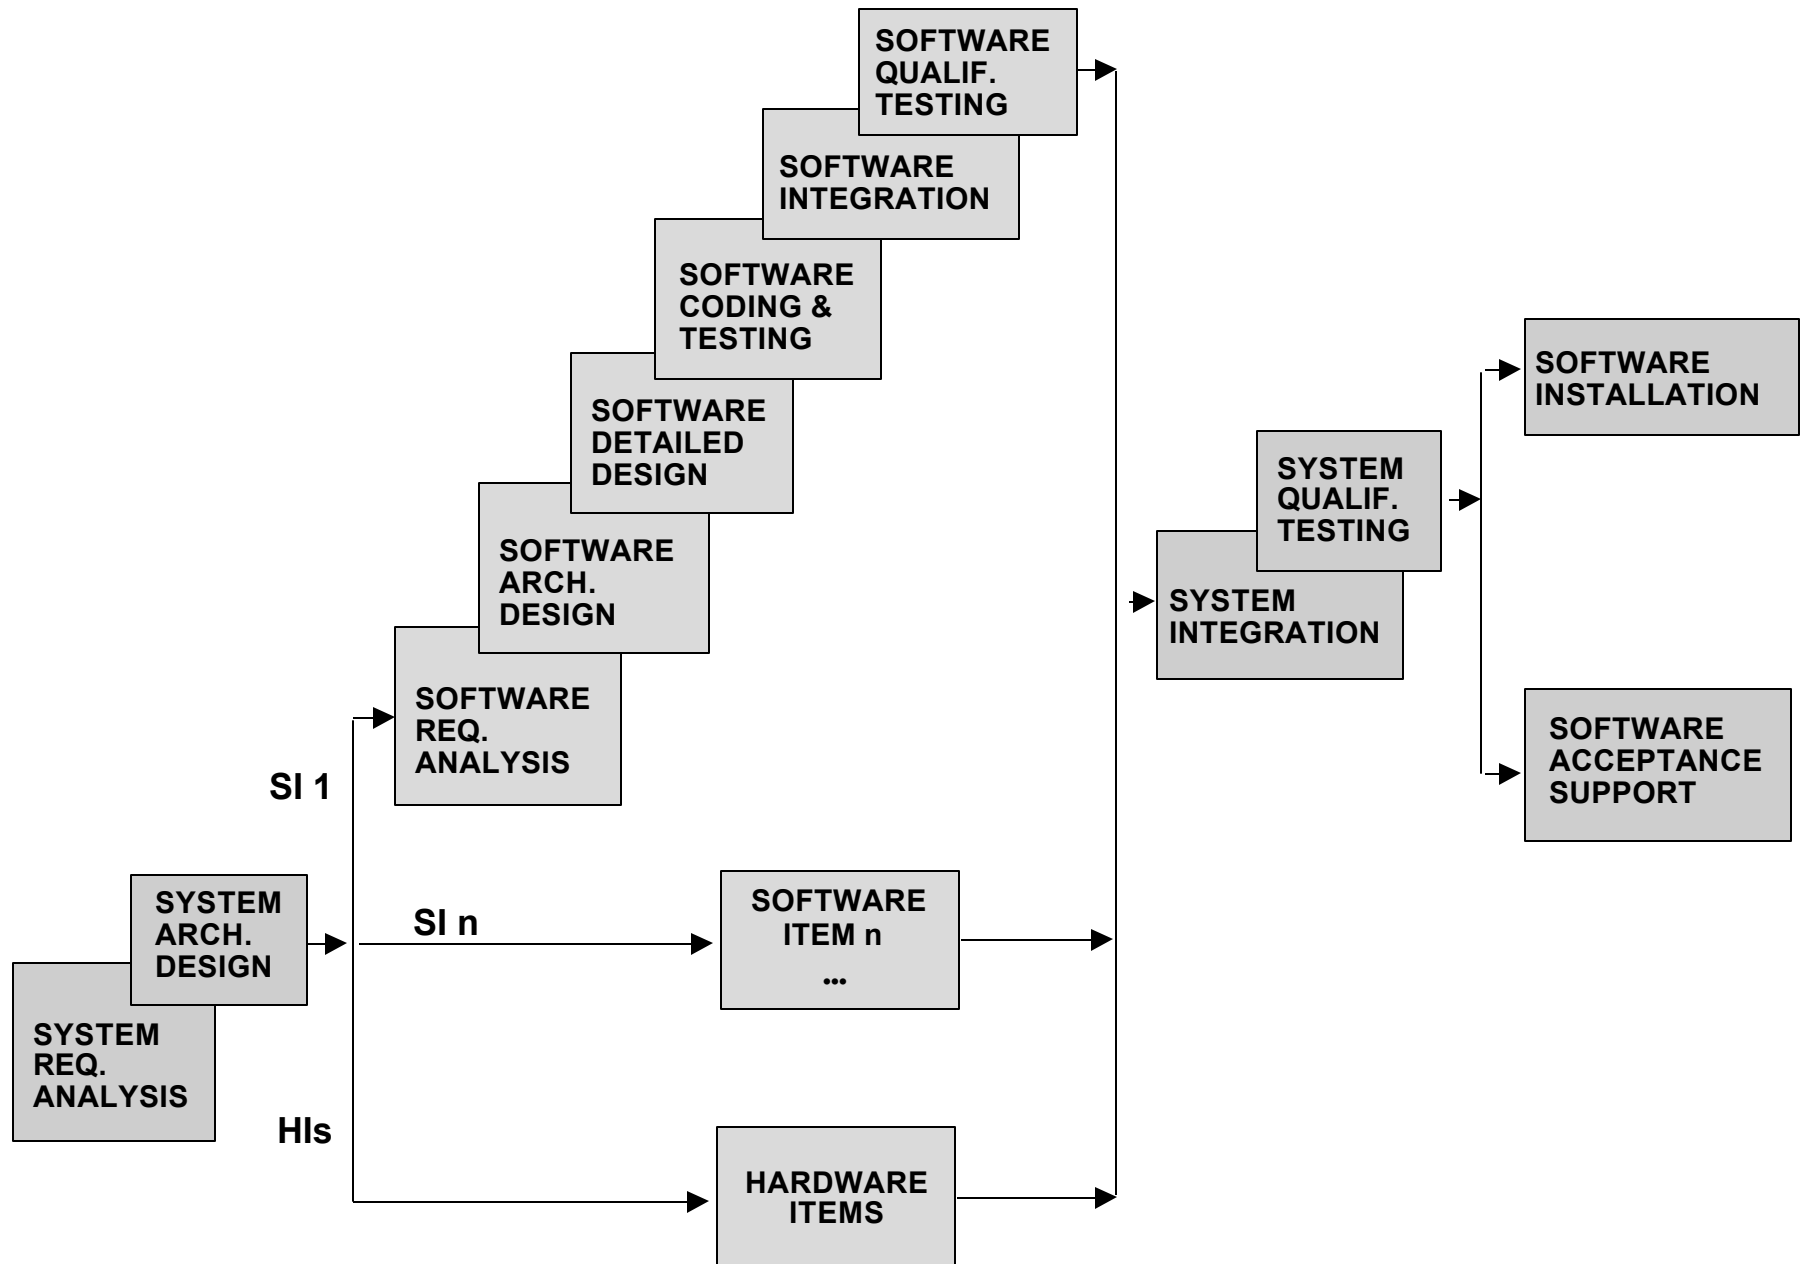 SOFTWARE
QUALIF.
TESTING
SOFTWARE
INTEGRATION
SOFTWARE
CODING &
TESTING
SOFTWARE
DETAILED
DESIGN
SOFTWARE
ARCH.
DESIGN
SOFTWARE
REQ.
ANALYSIS
SI 1
SYSTEM
ARCH.
DESIGN
SYSTEM
REQ.
ANALYSIS
SI n
SOFTWARE
ITEM n
...
HIs
HARDWARE
ITEMS
SYSTEM
QUALIF.
TESTING
SYSTEM
INTEGRATION
SOFTWARE
INSTALLATION
SOFTWARE
ACCEPTANCE
SUPPORT